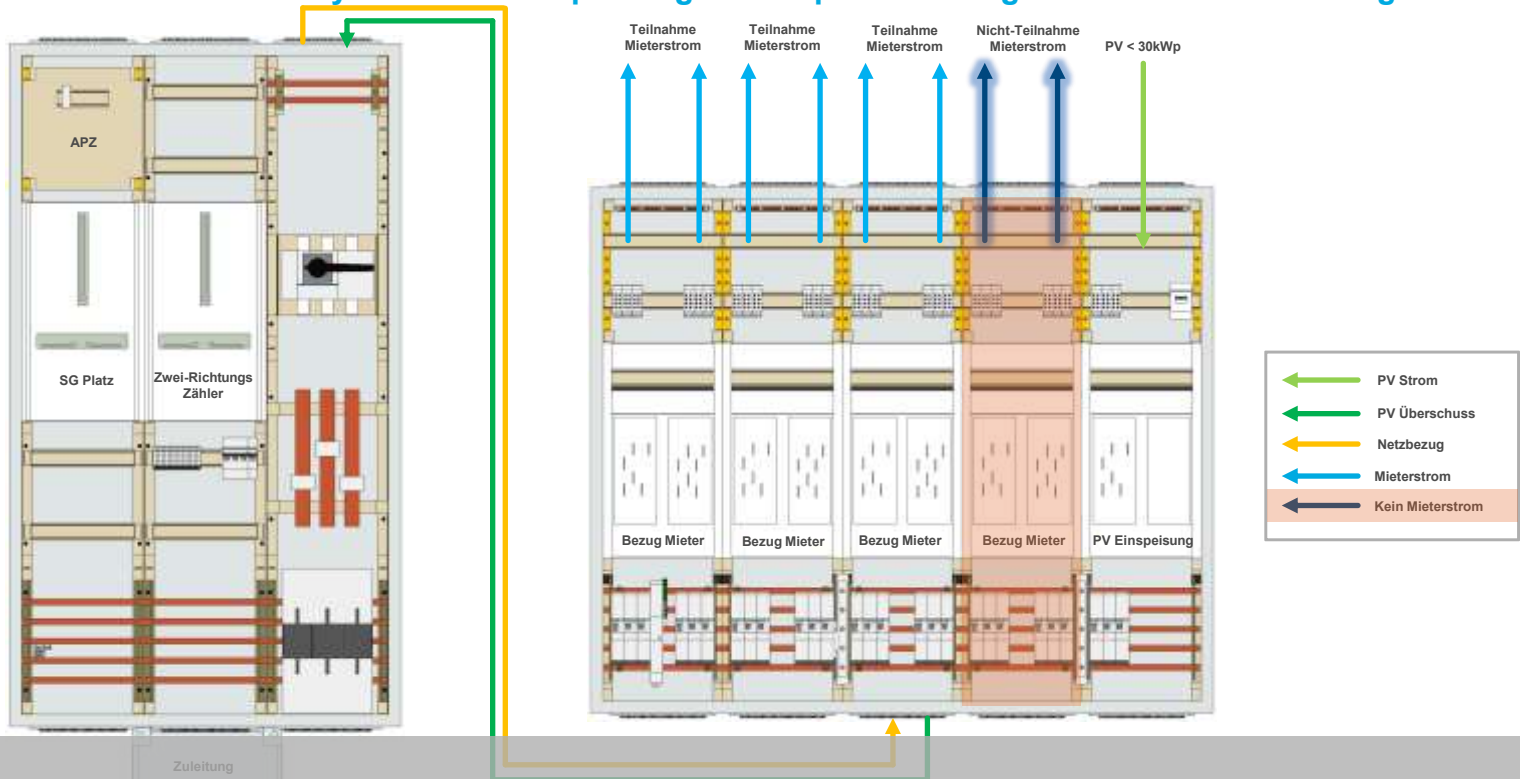 Teilnahme
Mieterstrom
Teilnahme
Mieterstrom
Teilnahme
Mieterstrom
Nicht-Teilnahme
Mieterstrom
PV < 30kWp
APZ
SG Platz
Zwei-Richtungs
Zähler
Bezug Mieter
Bezug Mieter
Bezug Mieter
Bezug Mieter
PV Einspeisung
PV Strom
PV Überschuss
Netzbezug
Mieterstrom
Kein Mieterstrom
Zuleitung